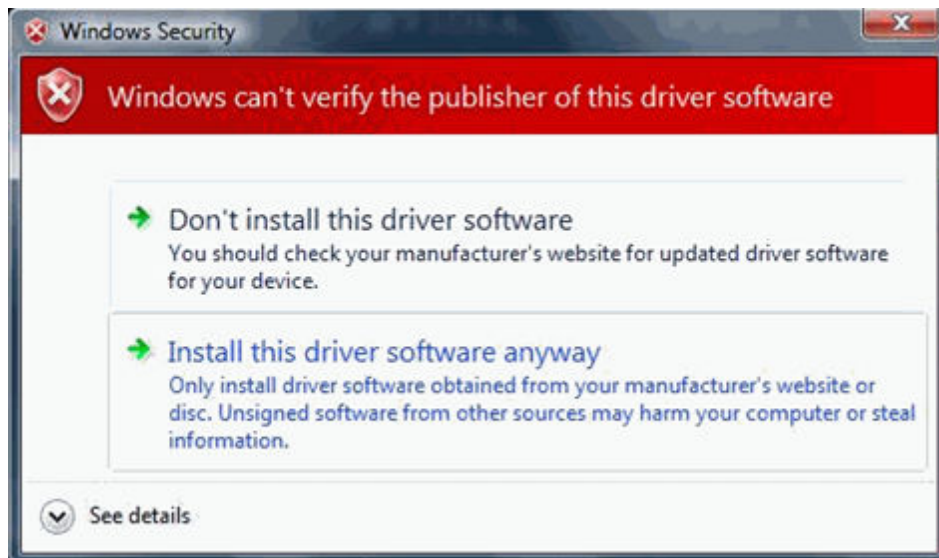 Windows Security
Windows can't verify the publisher of this driver software
Don't install this driver software
You should check your manufacturer's website for updated driver software
for your device.
Install this driver software anyway
Only install driver software obtained from your manufacturer's website or
disc. Unsigned software from other sources may harm your computer or steal
information.
See details